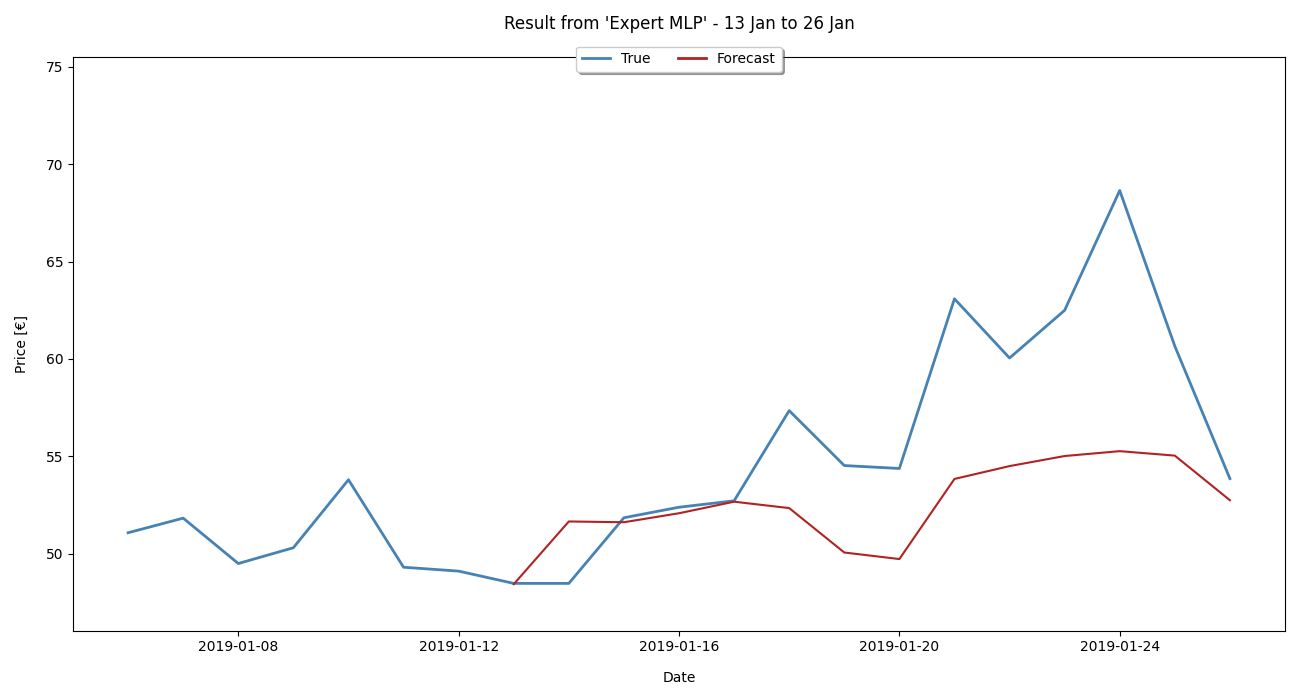 Result from 'Expert MLP' - 13 Jan to 26 Jan
True Forecast
75
70
65
60
55
50
Price [€]
2019-01-08 2019-01-12 2019-01-16 2019-01-20 2019-01-24
Date